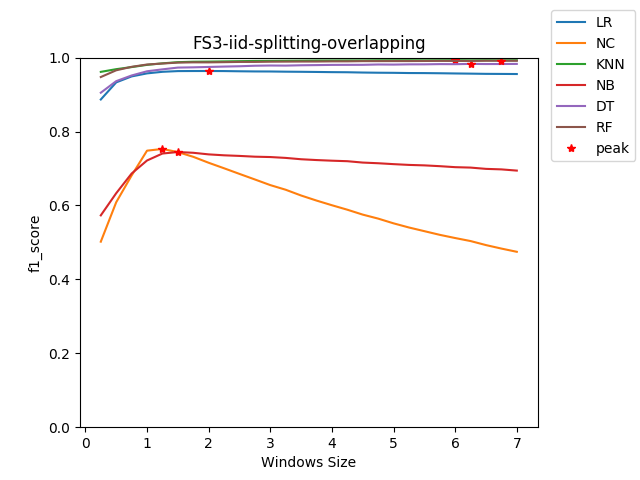 FS3-iid-splitting-overlapping
LR
NC
KNN
NB
DT
RF
peak
1.0
0.8
0.6
0.4
0.2
0.0
f1_score
0 1 2 3 4 5 6 7
Windows Size